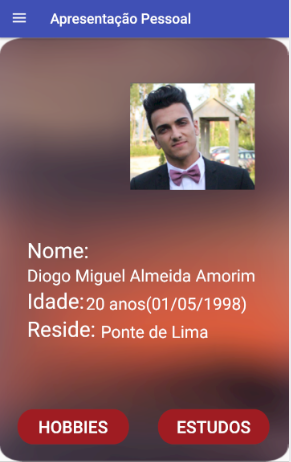 Apresentação Pessoal
Nome:
Diogo Miguel Almeida Amorim
Idade: 20 anos(01/05/1998)
Reside: Ponte de Lima
HOBBIES ESTUDOS